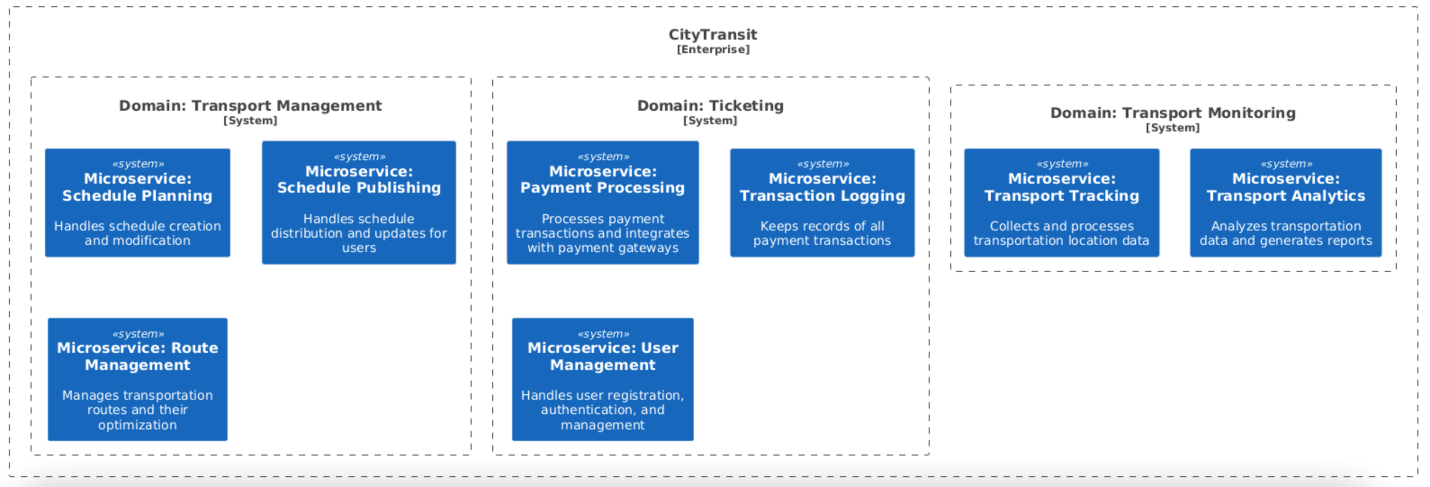 CityTransit
[Enterprise]
Domain: Transport Management
[System]
«system»
Microservice:
Schedule Planning
Handles schedule creation
and modification
«system»
Microservice:
Schedule Publishing
Handles schedule
distribution and updates for
users
«system»
Microservice: Route
Management
Manages transportation
routes and their
optimization
Domain: Ticketing
[System]
«system»
Microservice:
Payment Processing
Processes payment
transactions and integrates
with payment gateways
«system»
Microservice:
Transaction Logging
Keeps records of all
payment transactions
«system»
Microservice: User
Management
Handles user registration,
authentication, and
management
Domain: Transport Monitoring
[System]
«system»
Microservice:
Transport Tracking
Collects and processes
transportation location data
«system»
Microservice:
Transport Analytics
Analyzes transportation
data and generates reports